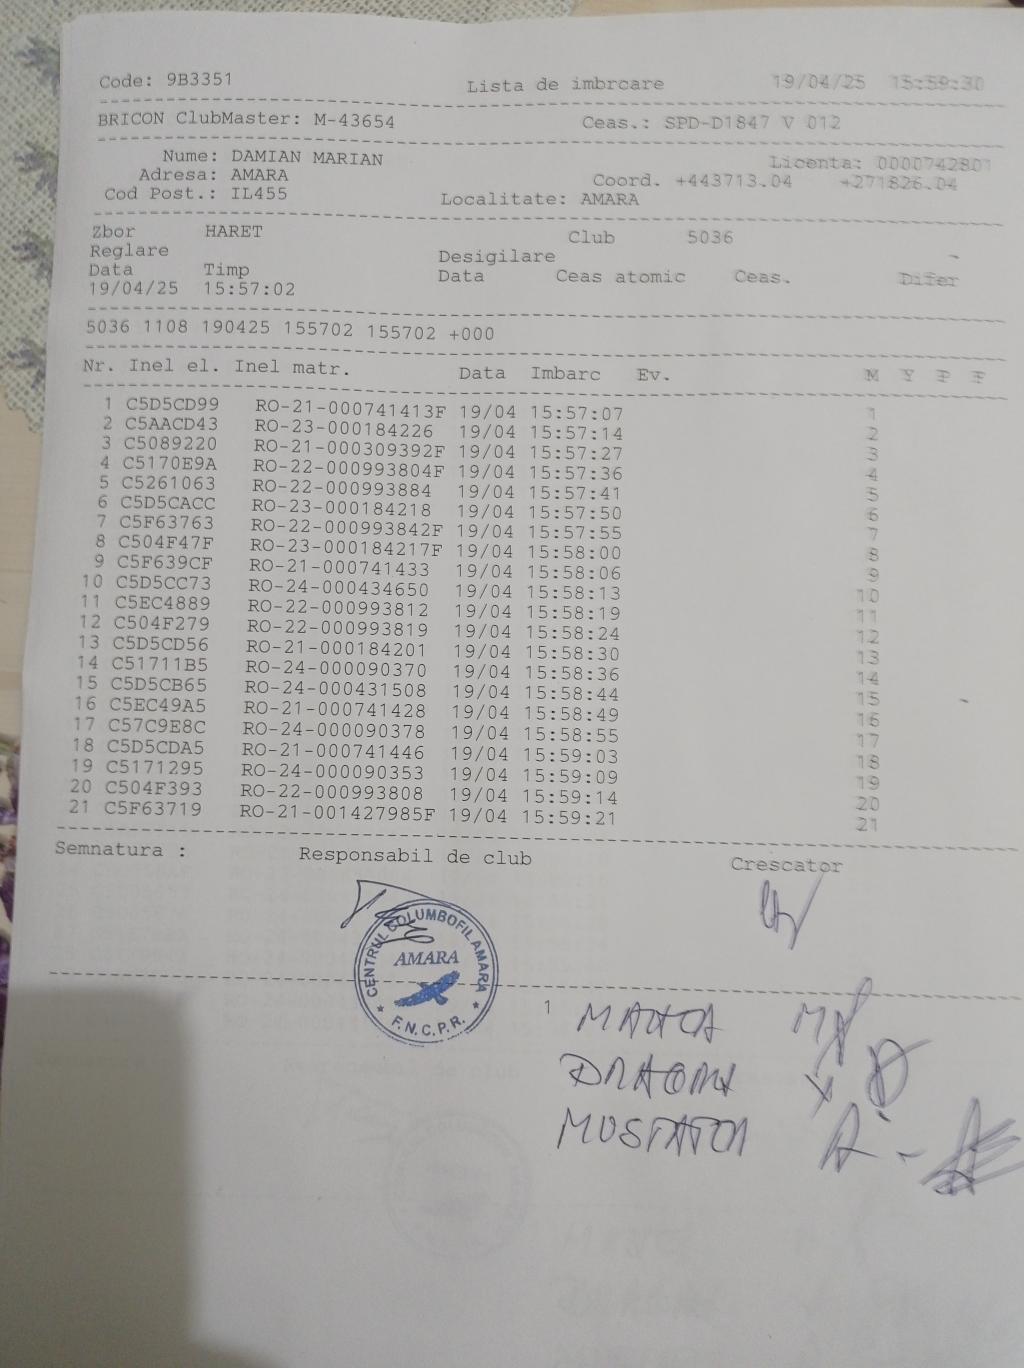 Code: 9B3351 Lista de imbrcare 19/04/25 15:59:30
BRICON ClubMaster: M-43654 Ceas.: SPD-D1847 V 012
Nume: DAMIAN MARIAN Licenta: 0000742801
Adresa: AMARA Coord. +443713.04 +271826.04
Cod Post.: IL455 Localitate: AMARA
Zbor HARET Club 5036
Reglare Desigilare
Data Timp Data Ceas atomic Ceas. Difer
19/04/25 15:57:02
5036 1108 190425 155702 155702 +000
Nr. Inel el. Inel matr. Data Imbarc Ev. M Y P F
1 C5D5CD99 RO-21-000741413F 19/04 15:57:07 1
2 C5AACD43 RO-23-000184226 19/04 15:57:14 2
3 C5089220 RO-21-000309392F 19/04 15:57:27 3
4 C5170E9A RO-22-000993804F 19/04 15:57:36 4
5 C5261063 RO-22-000993884 19/04 15:57:41 5
6 C5D5CACC RO-23-000184218 19/04 15:57:50 6
7 C5F63763 RO-22-000993842F 19/04 15:57:55 7
8 C504F47F RO-23-000184217F 19/04 15:58:00 8
9 C5F639CF RO-21-000741433 19/04 15:58:06 9
10 C5D5CC73 RO-24-000434650 19/04 15:58:13 10
11 C5EC4889 RO-22-000993812 19/04 15:58:19 11
12 C504F279 RO-22-000993819 19/04 15:58:24 12
13 C5D5CD56 RO-21-000184201 19/04 15:58:30 13
14 C51711B5 RO-24-000090370 19/04 15:58:36 14
15 C5D5CB65 RO-24-000431508 19/04 15:58:44 15
16 C5EC49A5 RO-21-000741428 19/04 15:58:49 16
17 C57C9E8C RO-24-000090378 19/04 15:58:55 17
18 C5D5CDA5 RO-21-000741446 19/04 15:59:03 18
19 C5171295 RO-24-000090353 19/04 15:59:09 19
20 C504F393 RO-22-000993808 19/04 15:59:14 20
21 C5F63719 RO-21-001427985F 19/04 15:59:21 21
Semnatura : Responsabil de club Crescator
CENTRUL COLUMBOFIL AMARA
AMARA
F.N.C.P.R.
1
MUSTATEA